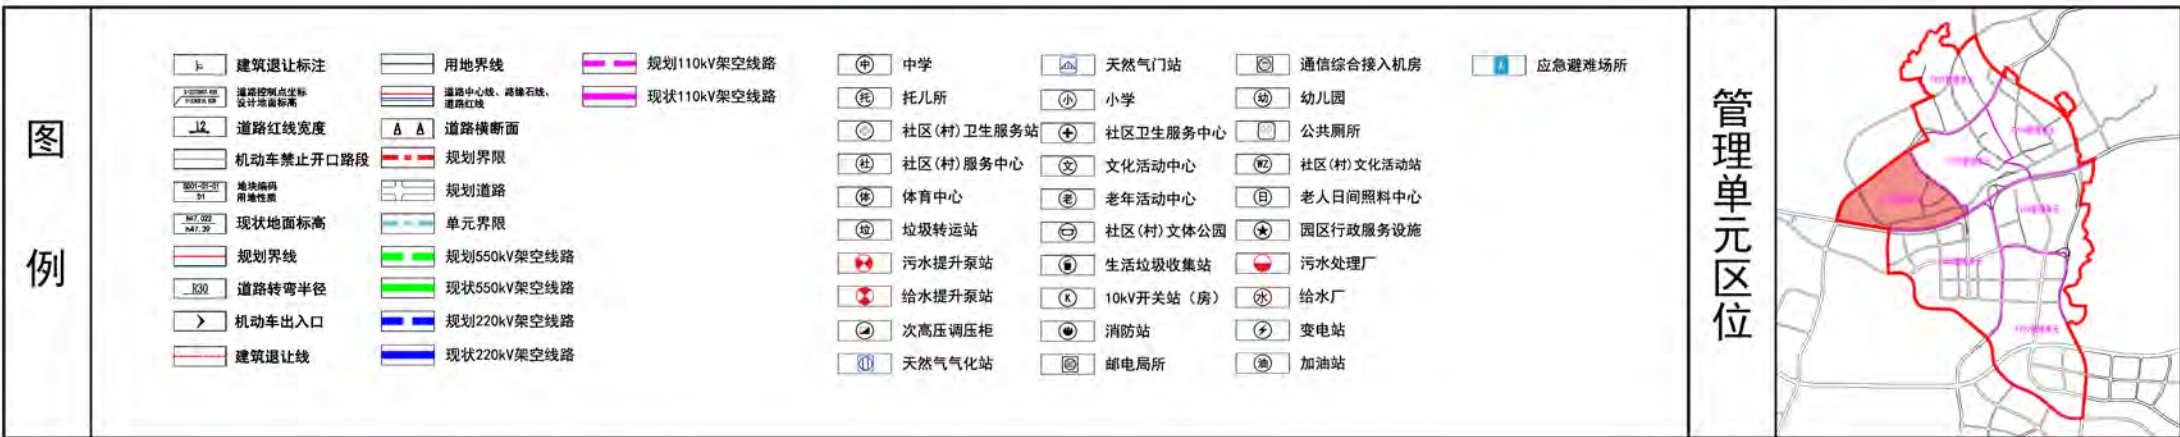 图例
建筑退让标注
道路控制点坐标
设计地面标高
12
道路红线宽度
机动车禁止开口路段
地块编码
用地性质
现状地面标高
规划界线
R30
道路转弯半径
机动车出入口
建筑退让线
用地界线
道路中心线、路缘石线、
道路红线
A A
道路横断面
规划界限
规划道路
单元界限
规划550kV架空线路
现状550kV架空线路
规划220kV架空线路
现状220kV架空线路
规划110kV架空线路
现状110kV架空线路
中 中学
托 托儿所
社区(村)卫生服务站
社 社区(村)服务中心
体 体育中心
垃 垃圾转运站
污水提升泵站
给水提升泵站
次高压调压柜
天然气气化站
天然气门站
小 小学
社区卫生服务中心
文 文化活动中心
老 老年活动中心
社区(村)文体公园
生活垃圾收集站
K 10kV开关站（房）
消防站
邮电局所
通信综合接入机房
幼 幼儿园
公共厕所
WZ 社区(村)文化活动站
日 老人日间照料中心
园区行政服务设施
污水处理厂
水 给水厂
变电站
油 加油站
应急避难场所
管理单元区位